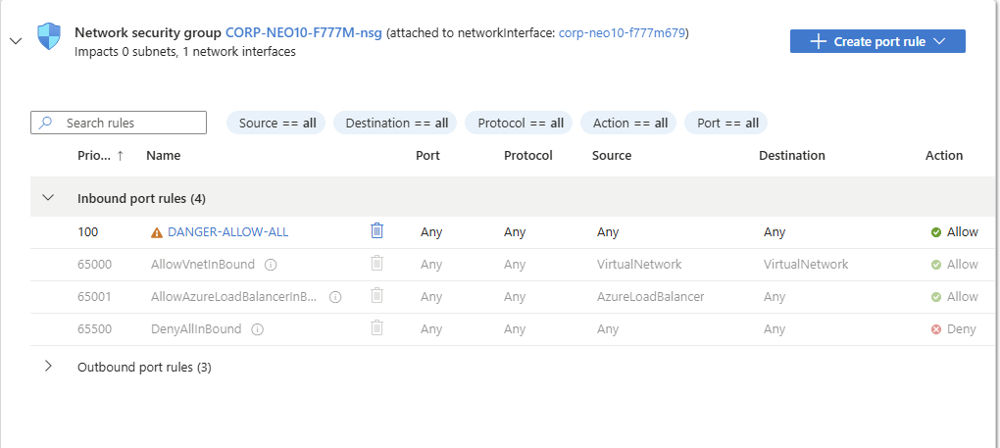 Network security group CORP-NEO10-F777M-nsg (attached to networkInterface: corp-neo10-f777m679)
Impacts 0 subnets, 1 network interfaces
Create port rule
Search rules
Source == all
Destination == all
Protocol == all
Action == all
Port == all
Prio... ↑ Name Port Protocol Source Destination Action
Inbound port rules (4)
100 DANGER-ALLOW-ALL Any Any Any Any Allow
65000 AllowVnetInBound Any Any VirtualNetwork VirtualNetwork Allow
65001 AllowAzureLoadBalancerInB... Any Any AzureLoadBalancer Any Allow
65500 DenyAllInBound Any Any Any Any Deny
Outbound port rules (3)